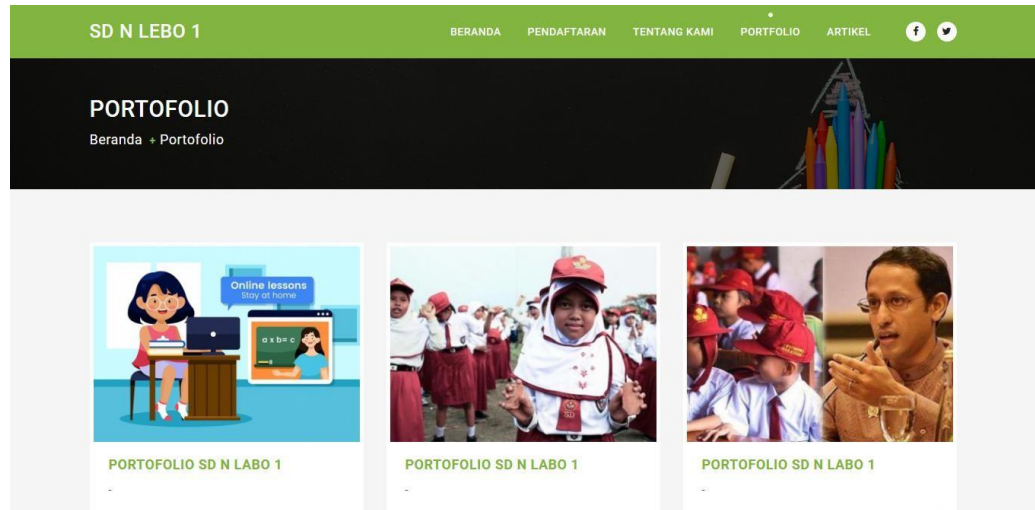 SD N LEBO 1
BERANDA PENDAFTARAN TENTANG KAMI PORTFOLIO ARTIKEL
PORTOFOLIO
Beranda + Portofolio
Online lessons
Stay at home
a x b = c
PORTOFOLIO SD N LABO 1
-
PORTOFOLIO SD N LABO 1
-
PORTOFOLIO SD N LABO 1
-